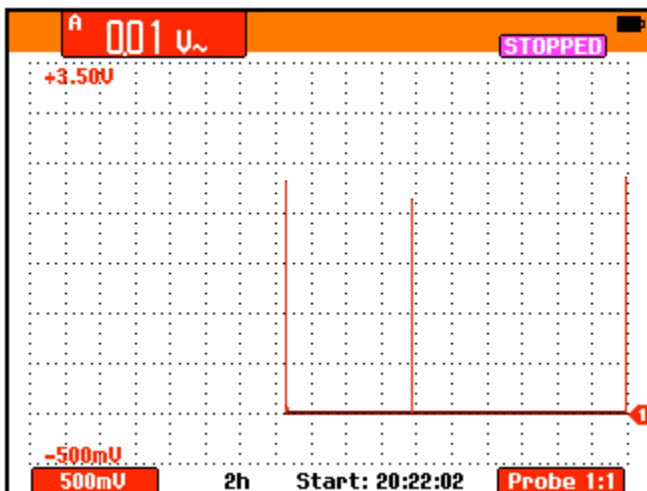 A 0.01 V~
STOPPED
+3.50V
1
-500mV
500mV 2h Start: 20:22:02 Probe 1:1